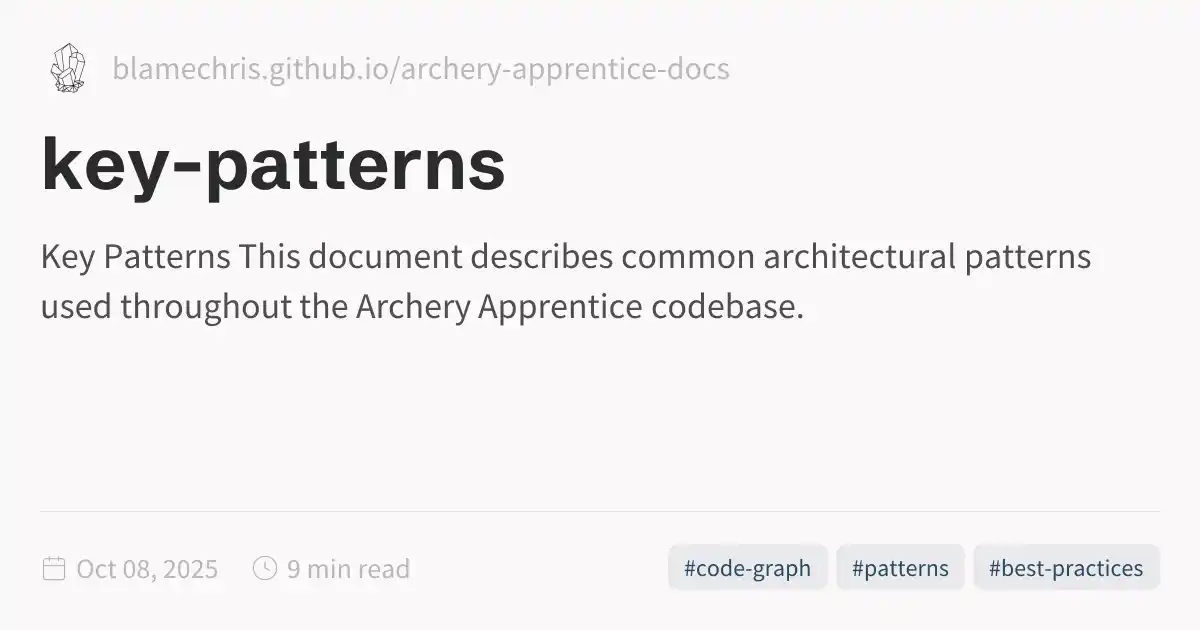 blamechris.github.io/archery-apprentice-docs
key-patterns
Key Patterns This document describes common architectural patterns
used throughout the Archery Apprentice codebase.
Oct 08, 2025 9 min read #code-graph #patterns #best-practices